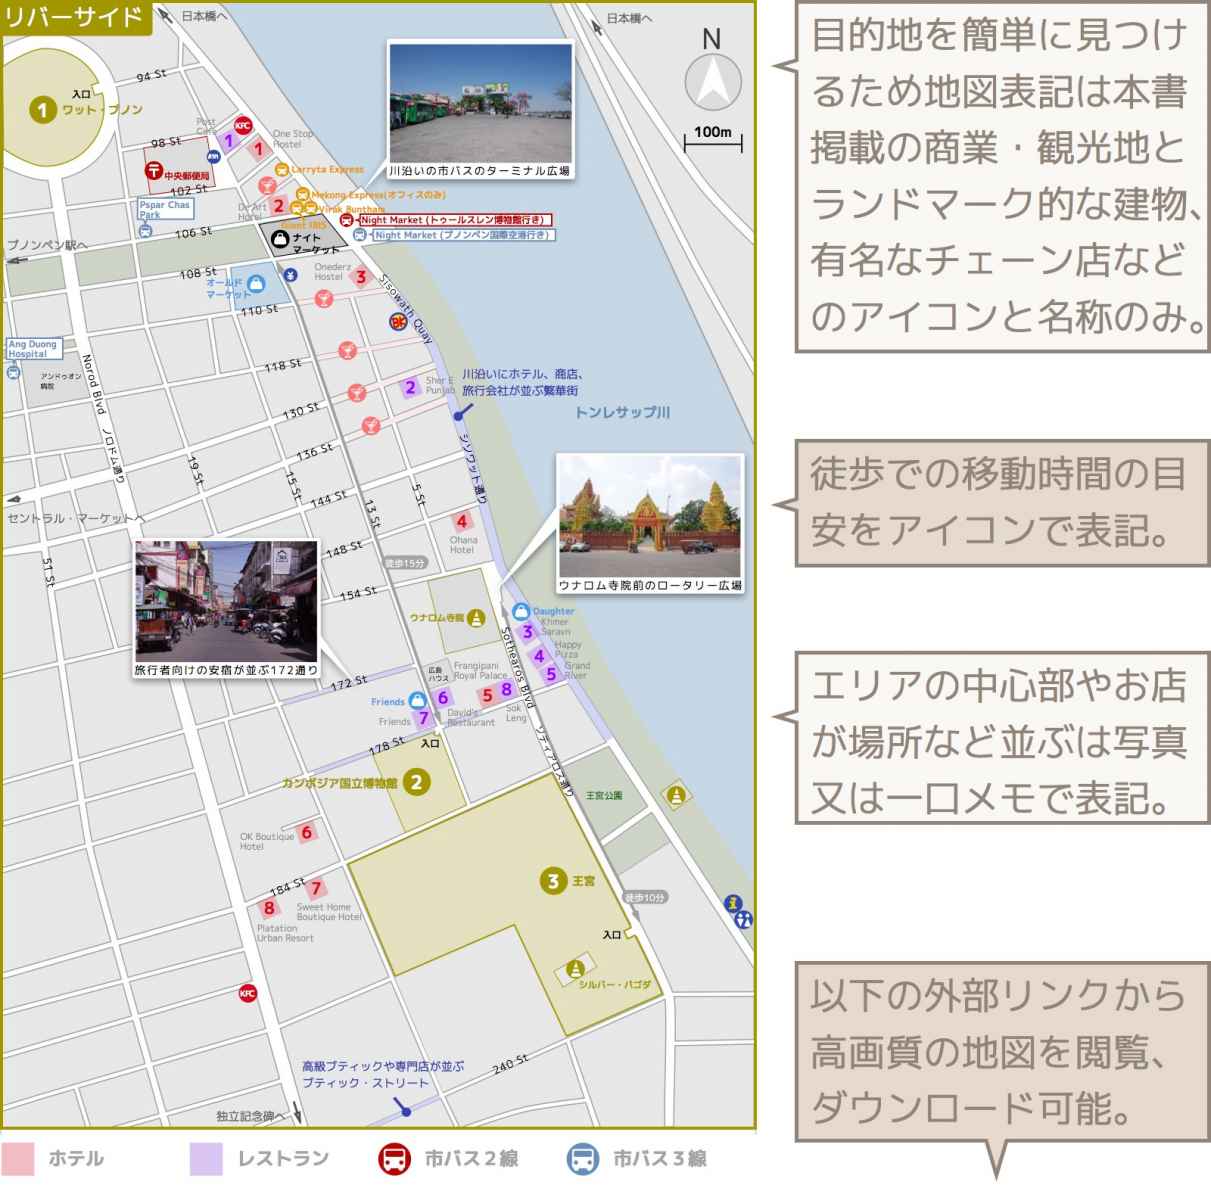 リバーサイド
日本橋へ
日本橋へ
N
100m
94 St
入口
1
ワット・プノン
Post
Cafe
KFC
One Stop
Hostel
1
1
98 St
中央郵便局
102 St
Larryta Express
Mekong Express(オフィスのみ)
De Art
Hotel
2
Virak Buntham
Giant IBIS
Night Market (トゥールスレン博物館行き)
Night Market (プノンペン国際空港行き)
川沿いの市バスのターミナル広場
Pspar Chas
Park
106 St
プノンペン駅へ
ナイト
マーケット
108 St
オールド
マーケット
¥
Onederz
Hostel
3
Sisowath Quay
110 St
BK
Ang Duong
Hospital
アンドゥオン
病院
Norod Blvd
ノロドム通り
118 St
2
Sher E
Punjab
川沿いにホテル、商店、
旅行会社が並ぶ繁華街
トンレサップ川
130 St
シソワット通り
136 St
19 St
15 St
144 St
13 St
5 St
セントラル・マーケットへ
4
Ohana
Hotel
148 St
徒歩15分
51 St
154 St
ウナロム寺院前のロータリー広場
旅行者向けの安宿が並ぶ172通り
ウナロム寺院
Daughter
3
Khmer
Saravn
4
Happy
Pizza
5
Grand
River
Sothearos Blvd
172 St
広島
ハウス
Frangipani
Royal Palace
Friends
6
5
8
Friends
7
David's
Restaurant
Sok
Leng
178 St
入口
ソティアロス通り
カンボジア国立博物館
2
王宮公園
OK Boutique
Hotel
6
184 St
7
Sweet Home
Boutique Hotel
8
Platation
Urban Resort
3
王宮
徒歩10分
入口
シルバー・パゴダ
KFC
240 St
高級ブティックや専門店が並ぶ
ブティック・ストリート
独立記念碑へ
ホテル
レストラン
市バス２線
市バス３線
目的地を簡単に見つけ
るため地図表記は本書
掲載の商業・観光地と
ランドマーク的な建物、
有名なチェーン店など
のアイコンと名称のみ。
徒歩での移動時間の目
安をアイコンで表記。
エリアの中心部やお店
が場所など並ぶは写真
又は一口メモで表記。
以下の外部リンクから
高画質の地図を閲覧、
ダウンロード可能。